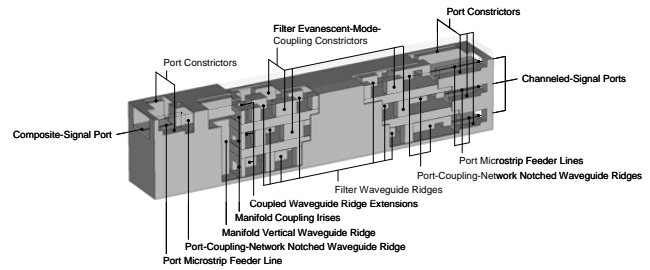 Port Constrictors
Filter Evanescent-Mode-
Coupling Constrictors
Port Constrictors
Channeled-Signal Ports
Composite-Signal Port
Port Microstrip Feeder Lines
Port-Coupling-Network Notched Waveguide Ridges
Filter Waveguide Ridges
Coupled Waveguide Ridge Extensions
Manifold Coupling Irises
Manifold Vertical Waveguide Ridge
Port-Coupling-Network Notched Waveguide Ridge
Port Microstrip Feeder Line